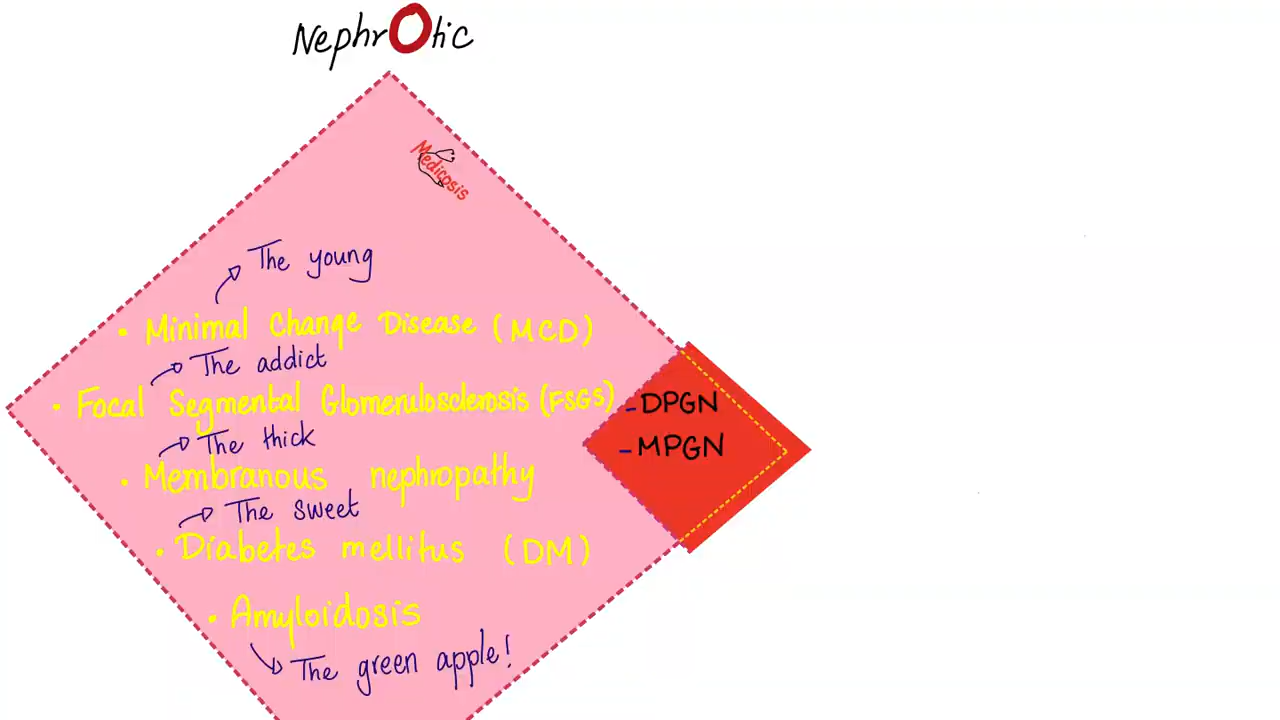 NephrOtic
Medicosis
The young
• Minimal Change Disease (MCD)
The addict
• Focal Segmental Glomerulosclerosis (FSGS)
- DPGN
The thick
- MPGN
• Membranous nephropathy
The sweet
• Diabetes mellitus (DM)
• Amyloidosis
The green apple!